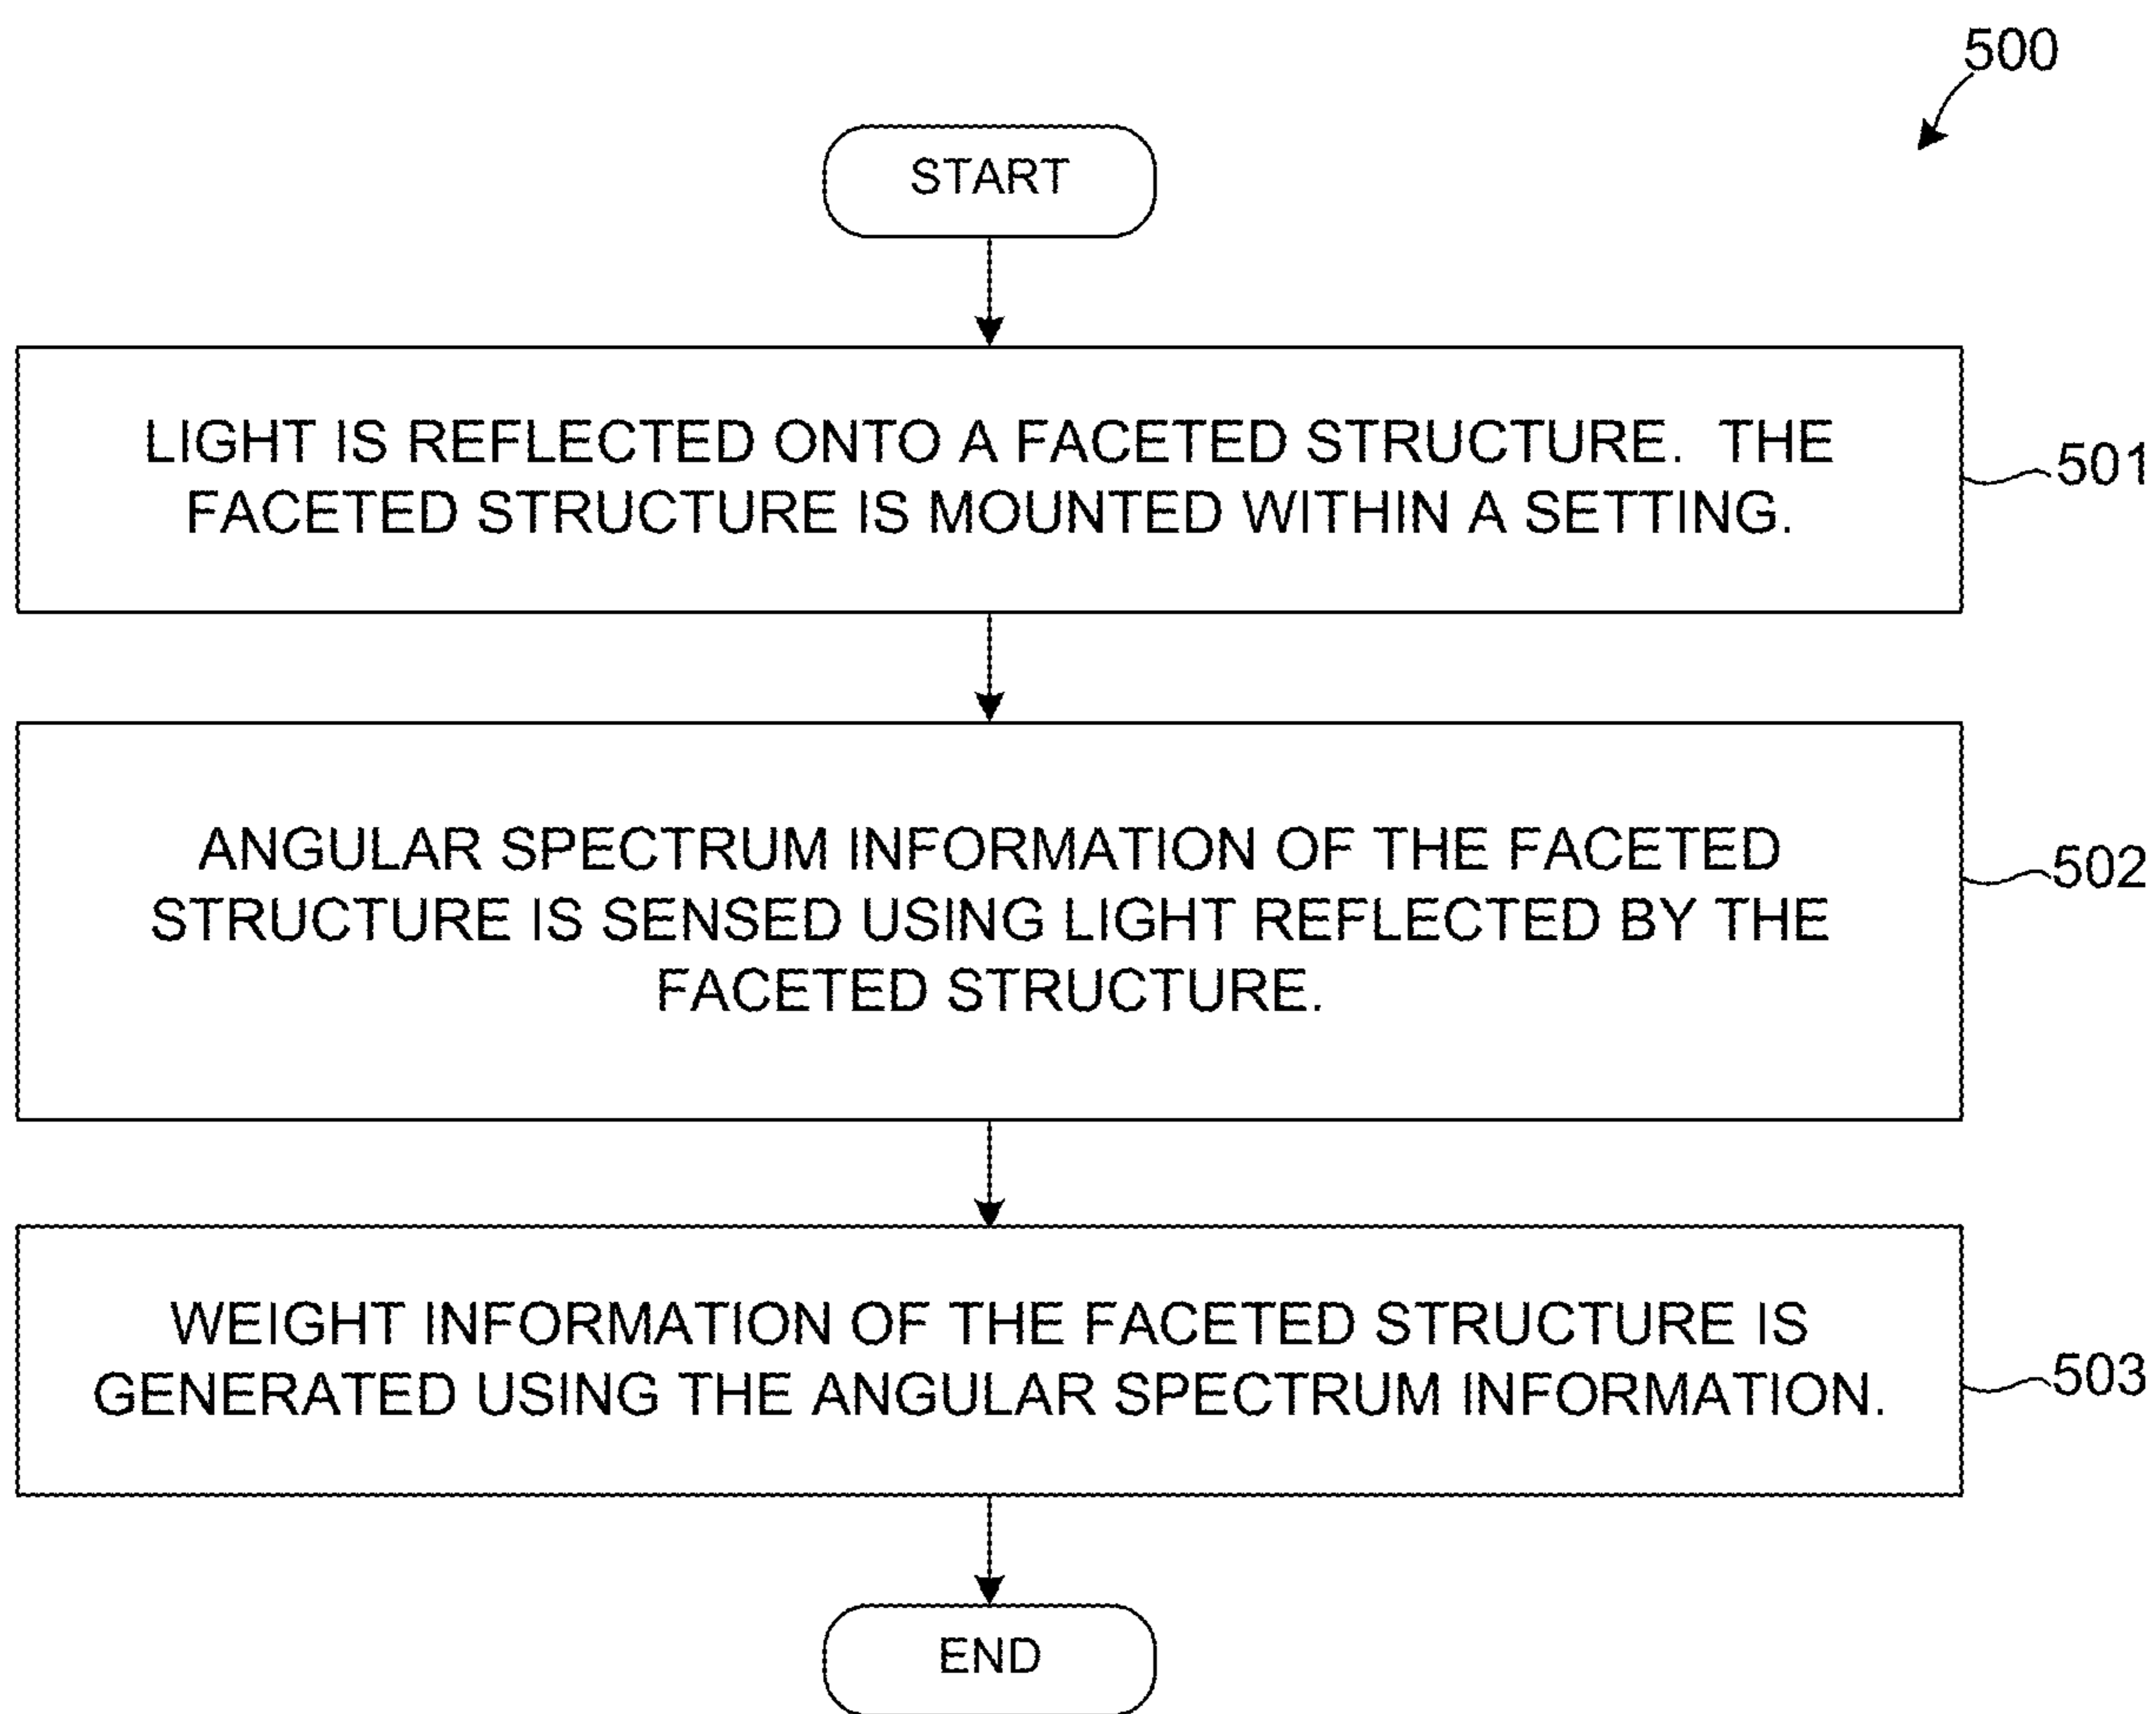 500
START
LIGHT IS REFLECTED ONTO A FACETED STRUCTURE. THE
FACETED STRUCTURE IS MOUNTED WITHIN A SETTING.
501
ANGULAR SPECTRUM INFORMATION OF THE FACETED
STRUCTURE IS SENSED USING LIGHT REFLECTED BY THE
FACETED STRUCTURE.
502
WEIGHT INFORMATION OF THE FACETED STRUCTURE IS
GENERATED USING THE ANGULAR SPECTRUM INFORMATION.
503
END